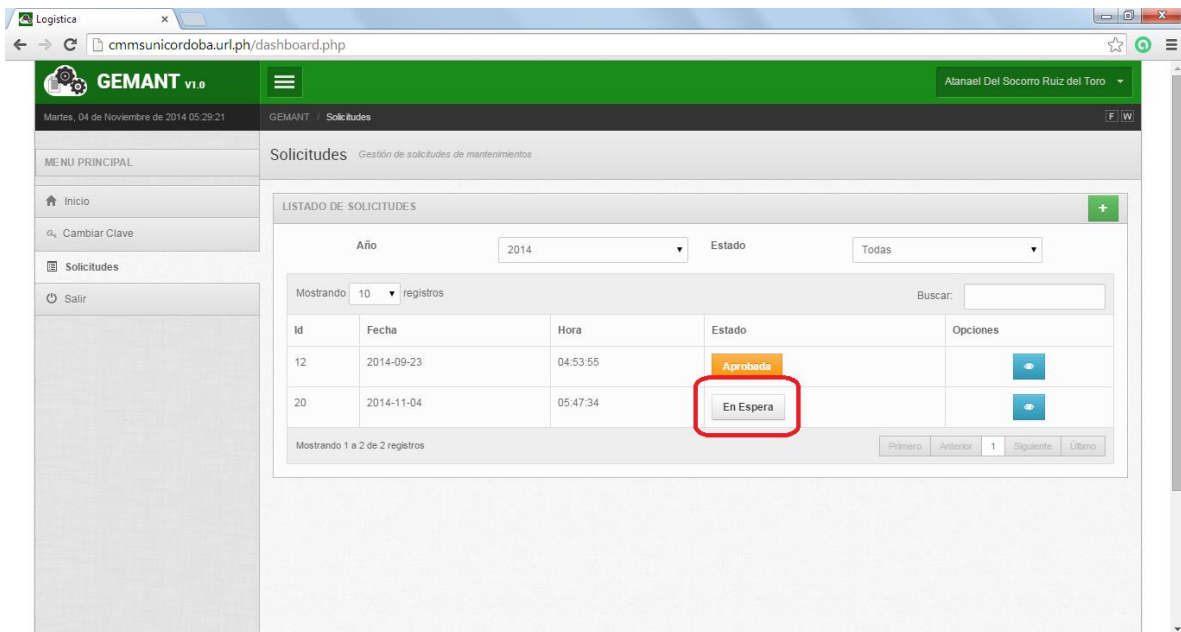 Logistica
cmmsunicordoba.url.ph/dashboard.php
GEMANT V1.0
Atanael Del Socorro Ruiz del Toro
Martes, 04 de Noviembre de 2014 05:29:21
GEMANT / Solicitudes
F W
MENU PRINCIPAL
Solicitudes Gestión de solicitudes de mantenimientos
Inicio
Cambiar Clave
Solicitudes
Salir
LISTADO DE SOLICITUDES
+
Año 2014 Estado Todas
Mostrando 10 registros Buscar:
Id Fecha Hora Estado Opciones
12 2014-09-23 04:53:55 Aprobada
20 2014-11-04 05:47:34 En Espera
Mostrando 1 a 2 de 2 registros Primero Anterior 1 Siguiente Último